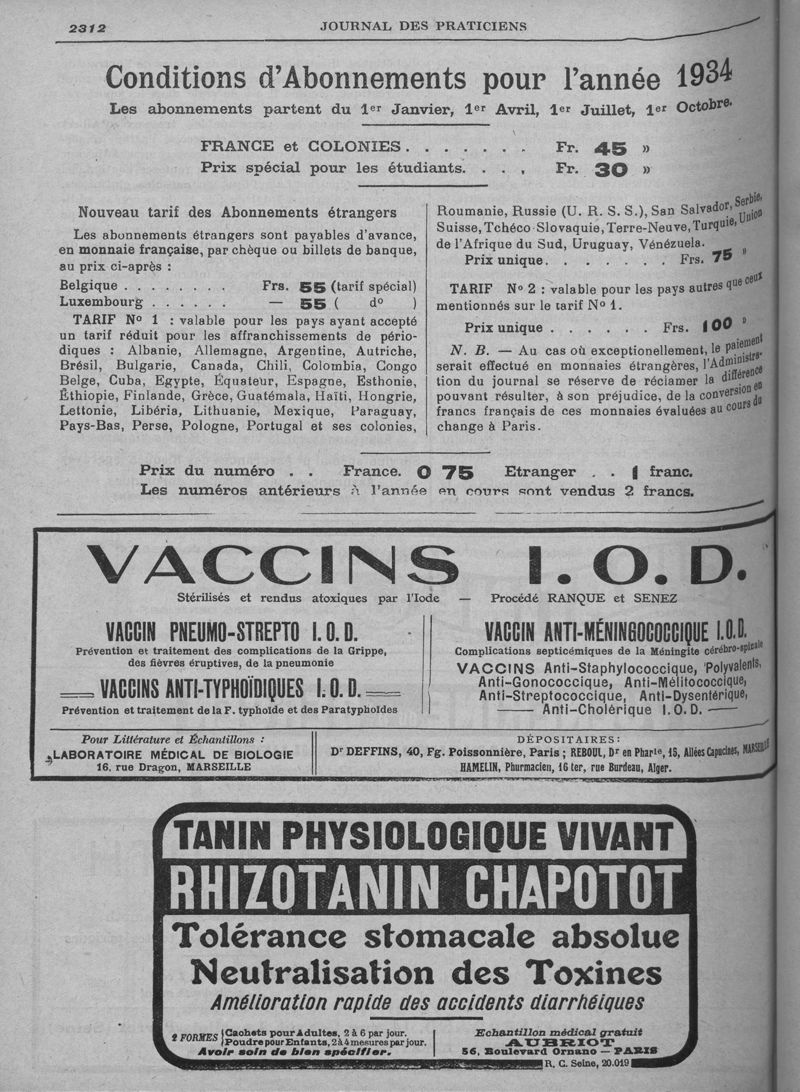 2312
JOURNAL DES PRATICIENS
Conditions d'Abonnements pour l'année 1934
Les abonnements partent du 1er Janvier, 1er Avril, 1er Juillet, 1er Octobre.
FRANCE et COLONIES. . . . . . . Fr. 45 »
Prix spécial pour les étudiants. . . . Fr. 30 »
Nouveau tarif des Abonnements étrangers
Les abonnements étrangers sont payables d'avance,
en monnaie française, par chèque ou billets de banque,
au prix ci-après :
Belgique . . . . . . . . Frs. 55 (tarif spécial)
Luxembourg . . . . . . — 55 ( do )
TARIF No 1 : valable pour les pays ayant accepté
un tarif réduit pour les affranchissements de pério-
diques : Albanie, Allemagne, Argentine, Autriche,
Brésil, Bulgarie, Canada, Chili, Colombia, Congo
Belge, Cuba, Egypte, Équateur, Espagne, Esthonie,
Éthiopie, Finlande, Grèce, Guatémala, Haïti, Hongrie,
Lettonie, Libéria, Lithuanie, Mexique, Paraguay,
Pays-Bas, Perse, Pologne, Portugal et ses colonies,
Roumanie, Russie (U. R. S. S.), San Salvador, Serbie,
Suisse, Tchéco-Slovaquie, Terre-Neuve, Turquie, Union
de l'Afrique du Sud, Uruguay, Vénézuela.
Prix unique. . . . . . . Frs. 75 »
TARIF No 2 : valable pour les pays autres que ceux
mentionnés sur le tarif No 1.
Prix unique . . . . . . Frs. 100 »
N. B. — Au cas où exceptionnellement, le paiement
serait effectué en monnaies étrangères, l'Administra-
tion du journal se réserve de réclamer la différence
pouvant résulter, à son préjudice, de la conversion en
francs français de ces monnaies évaluées au cours du
change à Paris.
Prix du numéro . . France. 0 75 Etranger . . 1 franc.
Les numéros antérieurs à l'année en cours sont vendus 2 francs.
VACCINS I. O. D.
Stérilisés et rendus atoxiques par l'Iode — Procédé RANQUE et SENEZ
VACCIN PNEUMO-STREPTO I. O. D.
Prévention et traitement des complications de la Grippe,
des fièvres éruptives, de la pneumonie
VACCINS ANTI-TYPHOÏDIQUES I. O. D.
Prévention et traitement de la F. typhoïde et des Paratyphoïdes
VACCIN ANTI-MÉNINGOCOCCIQUE I.O.D.
Complications septicémiques de la Méningite cérébro-spinale
VACCINS Anti-Staphylococcique, Polyvalents,
Anti-Gonococcique, Anti-Mélitococcique,
Anti-Streptococcique, Anti-Dysentérique,
Anti-Cholérique I. O. D.
Pour Littérature et Échantillons :
LABORATOIRE MÉDICAL DE BIOLOGIE
16, rue Dragon, MARSEILLE
DÉPOSITAIRES :
Dr DEFFINS, 40, Fg. Poissonnière, Paris ; REBOUL, Dr en Phарie, 15, Allées Capucines, MARSEILLE
HAMELIN, Pharmacien, 16 ter, rue Burdeau, Alger.
TANIN PHYSIOLOGIQUE VIVANT
RHIZOTANIN CHAPOTOT
Tolérance stomacale absolue
Neutralisation des Toxines
Amélioration rapide des accidents diarrhéiques
2 FORMES
Cachets pour Adultes, 2 à 6 par jour.
Poudre pour Enfants, 2 à 4 mesures par jour.
Avoir soin de bien spécifier.
Echantillon médical gratuit
AUBRIOT
56, Boulevard Ornano — PARIS
R. C. Seine, 20.019